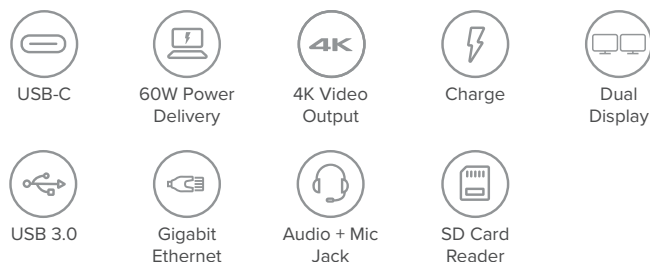 4K
USB-C
60W Power
Delivery
4K Video
Output
Charge
Dual
Display
USB 3.0
Gigabit
Ethernet
Audio + Mic
Jack
SD Card
Reader